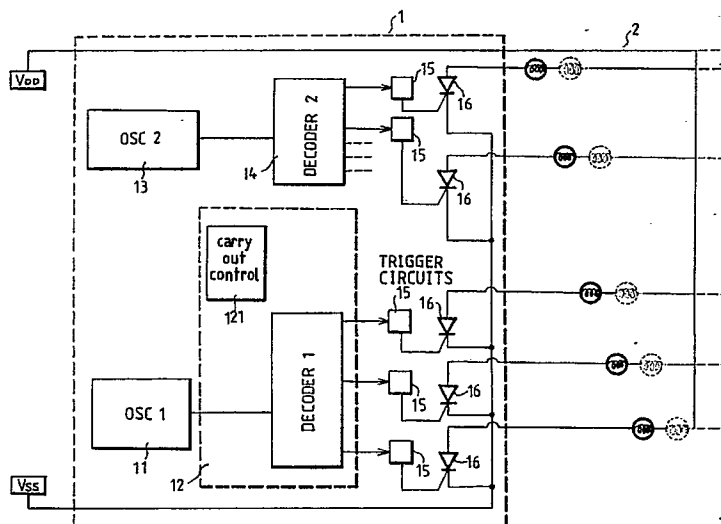 1
2
VDD
15
16
OSC 2
13
DECODER 2
14
15
16
carry
out
control
121
TRIGGER
CIRCUITS
15
16
OSC 1
11
DECODER 1
12
15
16
15
16
VSS